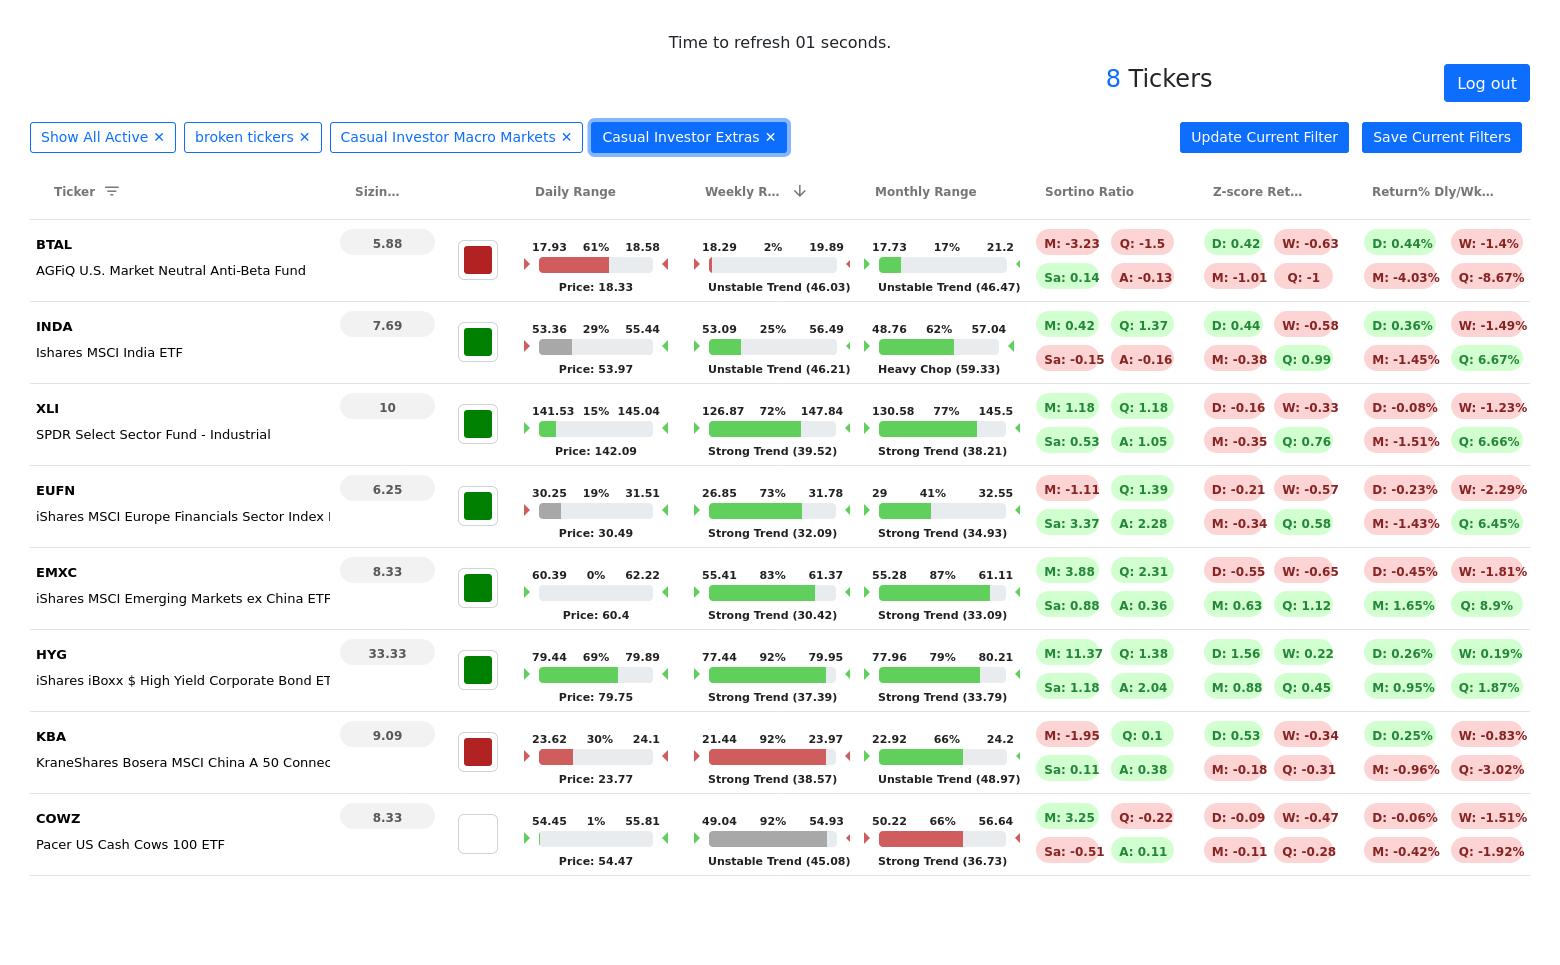 Time to refresh 01 seconds.
8 Tickers
Log out
Show All Active ✕ broken tickers ✕ Casual Investor Macro Markets ✕ Casual Investor Extras ✕ Update Current Filter Save Current Filters
Ticker Sizin... Daily Range Weekly R... Monthly Range Sortino Ratio Z-score Ret... Return% Dly/Wk...
BTAL 5.88 17.93 61% 18.58 18.29 2% 19.89 17.73 17% 21.2 M: -3.23 Q: -1.5 D: 0.42 W: -0.63 D: 0.44% W: -1.4%
AGFiQ U.S. Market Neutral Anti-Beta Fund Price: 18.33 Unstable Trend (46.03) Unstable Trend (46.47) Sa: 0.14 A: -0.13 M: -1.01 Q: -1 M: -4.03% Q: -8.67%
INDA 7.69 53.36 29% 55.44 53.09 25% 56.49 48.76 62% 57.04 M: 0.42 Q: 1.37 D: 0.44 W: -0.58 D: 0.36% W: -1.49%
Ishares MSCI India ETF Price: 53.97 Unstable Trend (46.21) Heavy Chop (59.33) Sa: -0.15 A: -0.16 M: -0.38 Q: 0.99 M: -1.45% Q: 6.67%
XLI 10 141.53 15% 145.04 126.87 72% 147.84 130.58 77% 145.5 M: 1.18 Q: 1.18 D: -0.16 W: -0.33 D: -0.08% W: -1.23%
SPDR Select Sector Fund - Industrial Price: 142.09 Strong Trend (39.52) Strong Trend (38.21) Sa: 0.53 A: 1.05 M: -0.35 Q: 0.76 M: -1.51% Q: 6.66%
EUFN 6.25 30.25 19% 31.51 26.85 73% 31.78 29 41% 32.55 M: -1.11 Q: 1.39 D: -0.21 W: -0.57 D: -0.23% W: -2.29%
iShares MSCI Europe Financials Sector Index Price: 30.49 Strong Trend (32.09) Strong Trend (34.93) Sa: 3.37 A: 2.28 M: -0.34 Q: 0.58 M: -1.43% Q: 6.45%
EMXC 8.33 60.39 0% 62.22 55.41 83% 61.37 55.28 87% 61.11 M: 3.88 Q: 2.31 D: -0.55 W: -0.65 D: -0.45% W: -1.81%
iShares MSCI Emerging Markets ex China ETF Price: 60.4 Strong Trend (30.42) Strong Trend (33.09) Sa: 0.88 A: 0.36 M: 0.63 Q: 1.12 M: 1.65% Q: 8.9%
HYG 33.33 79.44 69% 79.89 77.44 92% 79.95 77.96 79% 80.21 M: 11.37 Q: 1.38 D: 1.56 W: 0.22 D: 0.26% W: 0.19%
iShares iBoxx $ High Yield Corporate Bond ET Price: 79.75 Strong Trend (37.39) Strong Trend (33.79) Sa: 1.18 A: 2.04 M: 0.88 Q: 0.45 M: 0.95% Q: 1.87%
KBA 9.09 23.62 30% 24.1 21.44 92% 23.97 22.92 66% 24.2 M: -1.95 Q: 0.1 D: 0.53 W: -0.34 D: 0.25% W: -0.83%
KraneShares Bosera MSCI China A 50 Connec Price: 23.77 Strong Trend (38.57) Unstable Trend (48.97) Sa: 0.11 A: 0.38 M: -0.18 Q: -0.31 M: -0.96% Q: -3.02%
COWZ 8.33 54.45 1% 55.81 49.04 92% 54.93 50.22 66% 56.64 M: 3.25 Q: -0.22 D: -0.09 W: -0.47 D: -0.06% W: -1.51%
Pacer US Cash Cows 100 ETF Price: 54.47 Unstable Trend (45.08) Strong Trend (36.73) Sa: -0.51 A: 0.11 M: -0.11 Q: -0.28 M: -0.42% Q: -1.92%